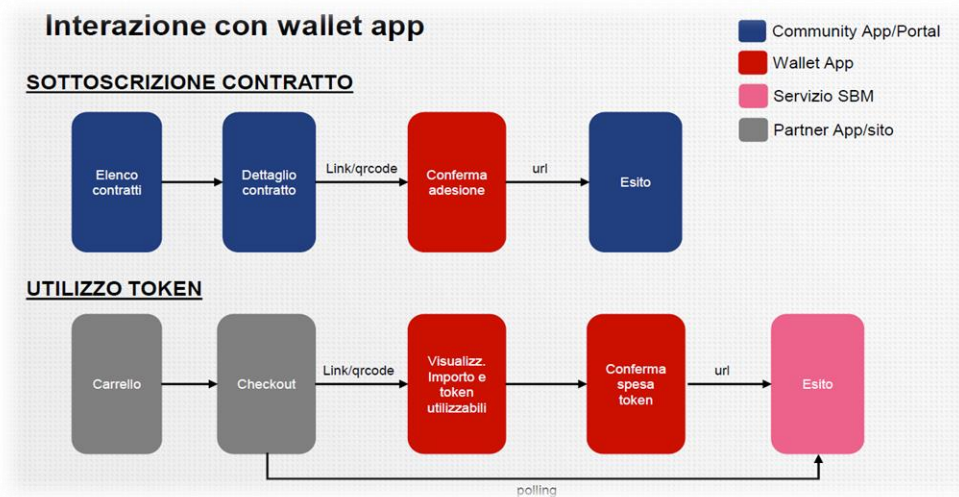 Interazione con wallet app
Community App/Portal
Wallet App
Servizio SBM
Partner App/sito
SOTTOSCRIZIONE CONTRATTO
Elenco
contratti
Dettaglio
contratto
Link/qrcode
Conferma
adesione
url
Esito
UTILIZZO TOKEN
Carrello
Checkout
Link/qrcode
Visualizz.
Importo e
token
utilizzabili
Conferma
spesa
token
url
Esito
polling